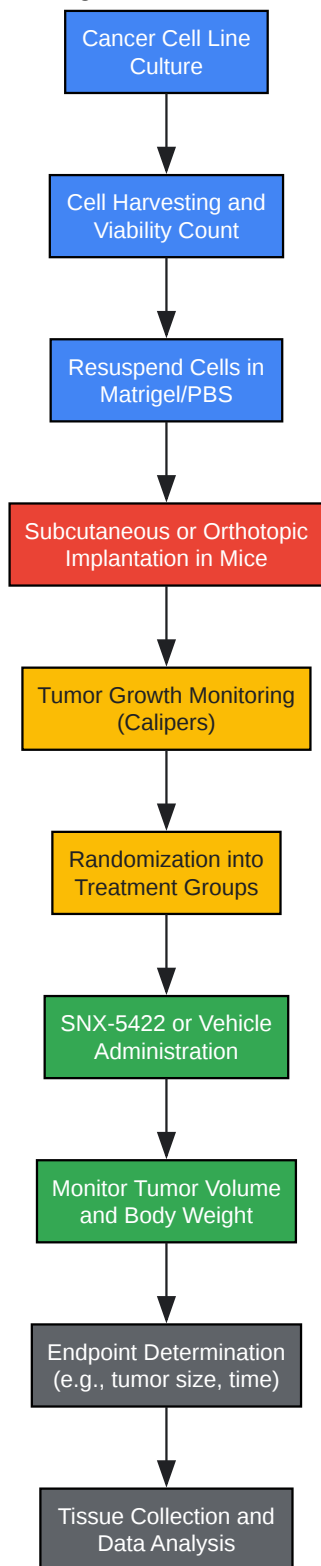 Cancer Cell Line
Culture
Cell Harvesting and
Viability Count
Resuspend Cells in
Matrigel/PBS
Subcutaneous or Orthotopic
Implantation in Mice
Tumor Growth Monitoring
(Calipers)
Randomization into
Treatment Groups
SNX-5422 or Vehicle
Administration
Monitor Tumor Volume
and Body Weight
Endpoint Determination
(e.g., tumor size, time)
Tissue Collection and
Data Analysis